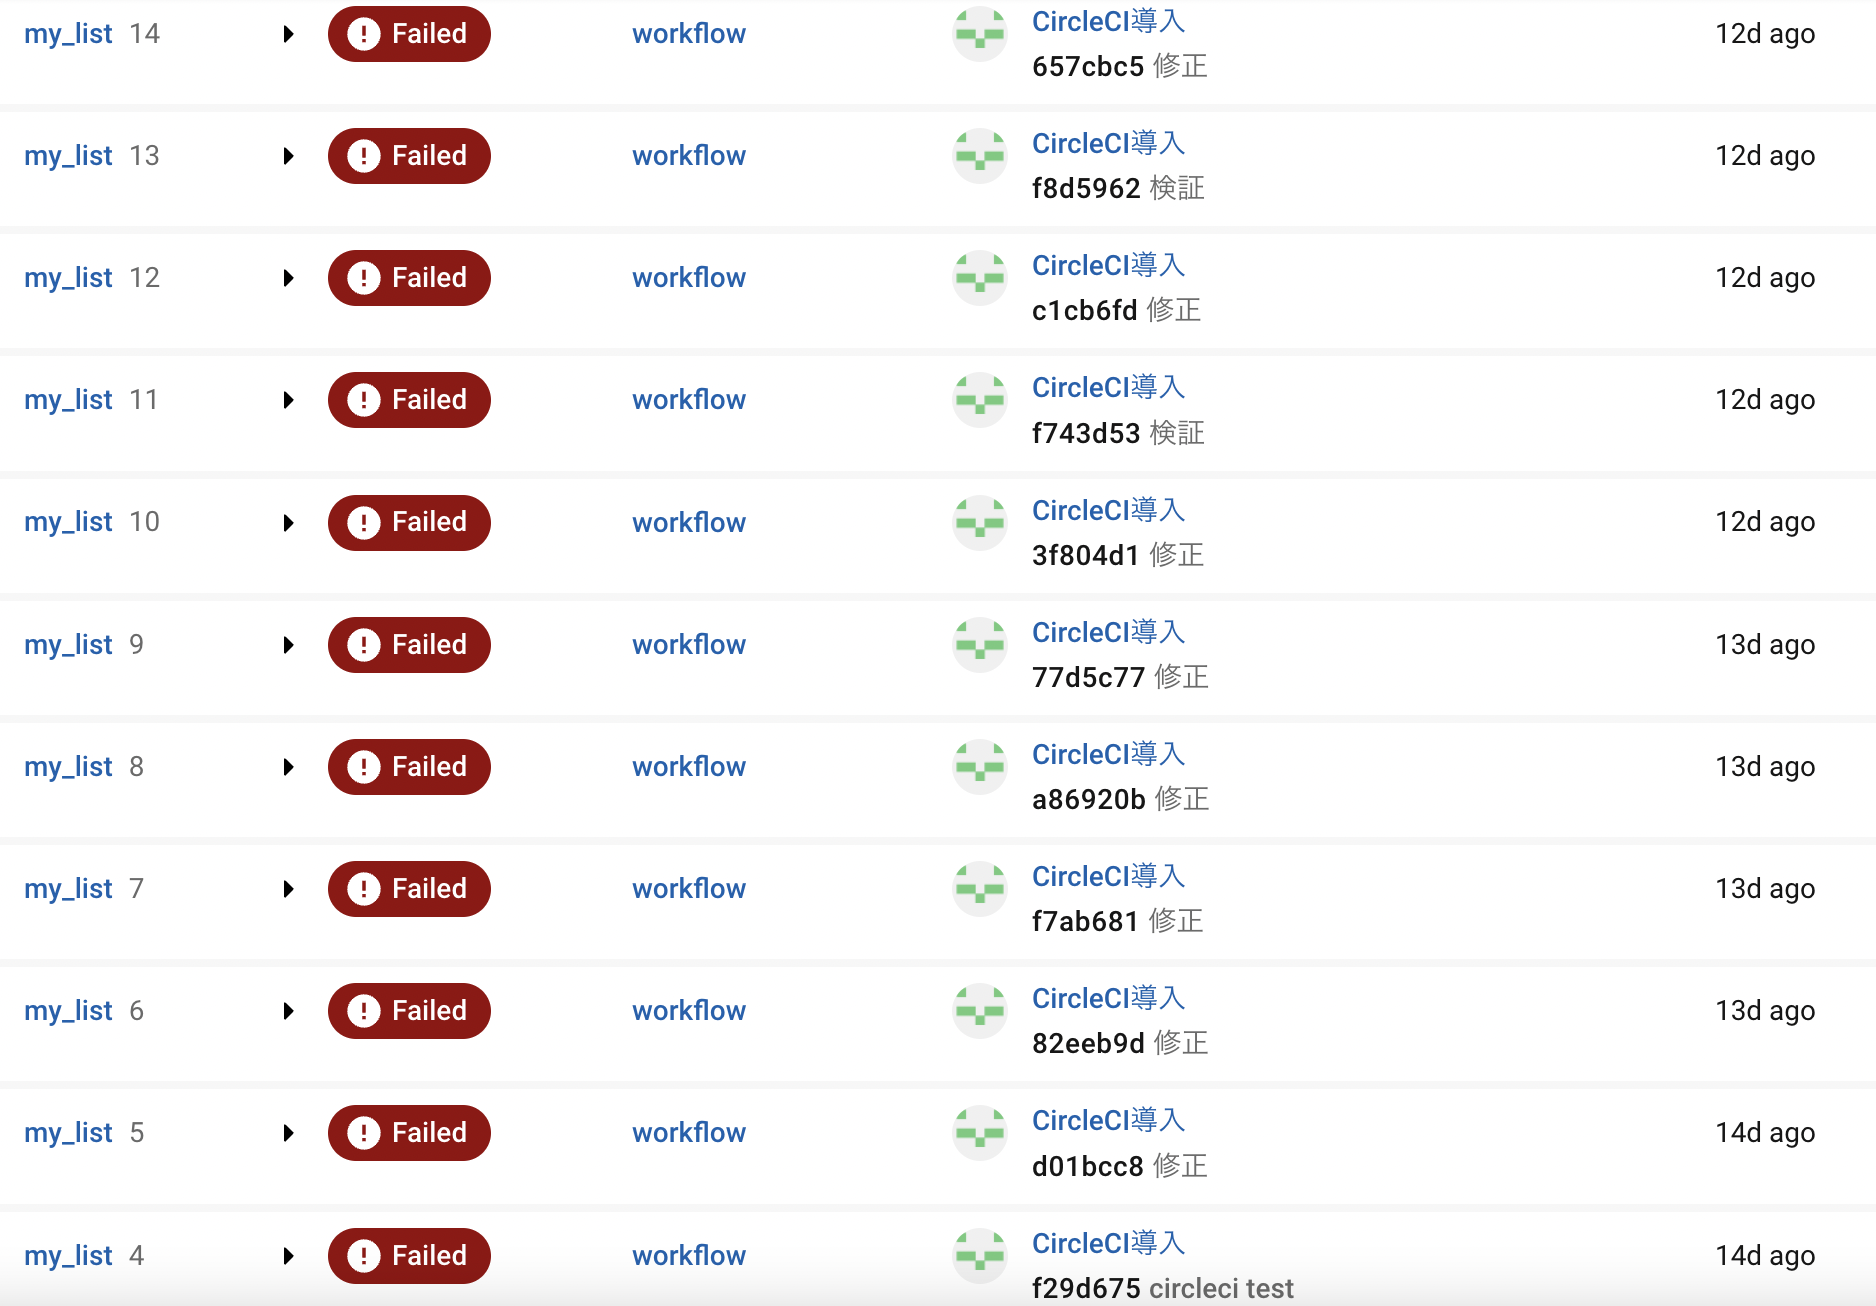 my_list 14 Failed workflow CircleCI導入 12d ago
657cbc5 修正
my_list 13 Failed workflow CircleCI導入 12d ago
f8d5962 検証
my_list 12 Failed workflow CircleCI導入 12d ago
c1cb6fd 修正
my_list 11 Failed workflow CircleCI導入 12d ago
f743d53 検証
my_list 10 Failed workflow CircleCI導入 12d ago
3f804d1 修正
my_list 9 Failed workflow CircleCI導入 13d ago
77d5c77 修正
my_list 8 Failed workflow CircleCI導入 13d ago
a86920b 修正
my_list 7 Failed workflow CircleCI導入 13d ago
f7ab681 修正
my_list 6 Failed workflow CircleCI導入 13d ago
82eeb9d 修正
my_list 5 Failed workflow CircleCI導入 14d ago
d01bcc8 修正
my_list 4 Failed workflow CircleCI導入 14d ago
f29d675 circleci test